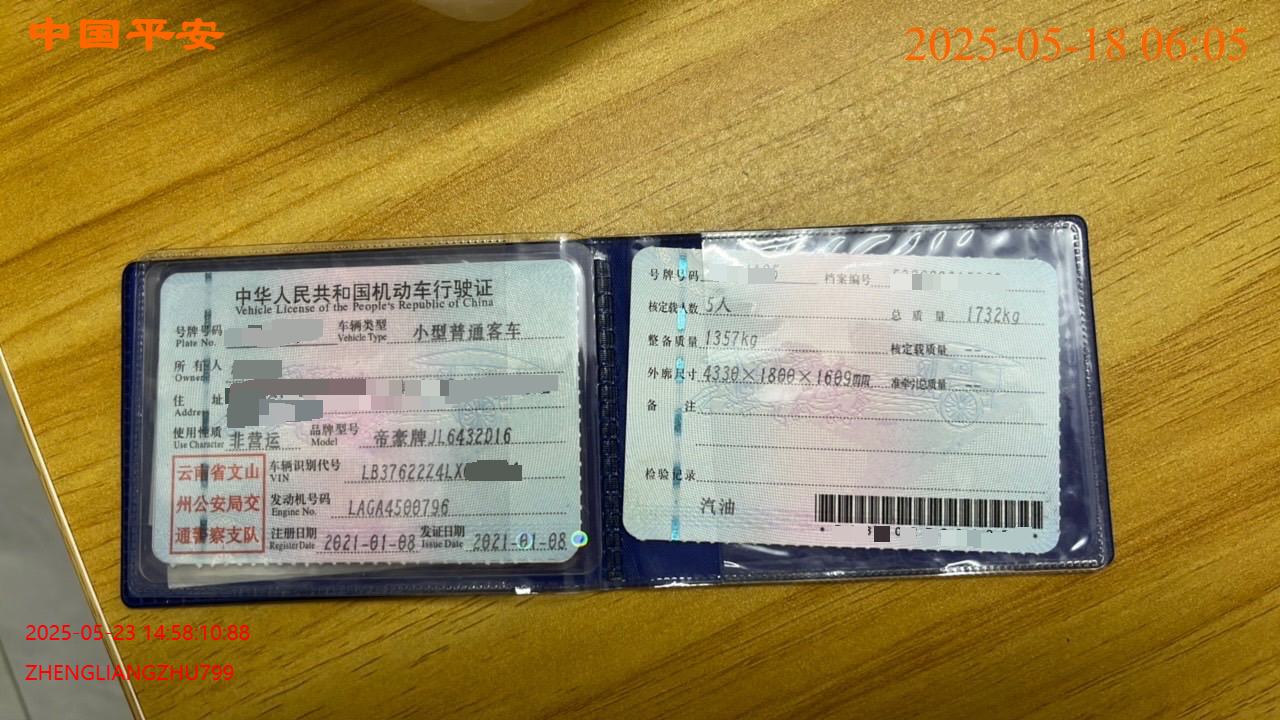 中国平安
2025-05-18 06:05
中华人民共和国机动车行驶证
Vehicle License of the People's Republic of China
号牌号码 Plate No.
车辆类型 Vehicle Type 小型普通客车
所有人 Owner
住址 Address
使用性质 Use Character 非营运
品牌型号 Model 帝豪牌JL6432D16
云南省文山
州公安局交
通警察支队
车辆识别代号 VIN LB37622Z4LX
发动机号码 Engine No. LAGA4500796
注册日期 Register Date 2021-01-08 发证日期 Issue Date 2021-01-08
号牌号码
档案编号
核定载人数 5人
总质量 1732kg
整备质量 1357kg
核定载质量 --
外廓尺寸 4330×1800×1609mm
准牵引总质量 --
备注
检验记录
汽油
2025-05-23 14:58:10:88
ZHENGLIANGZHU799